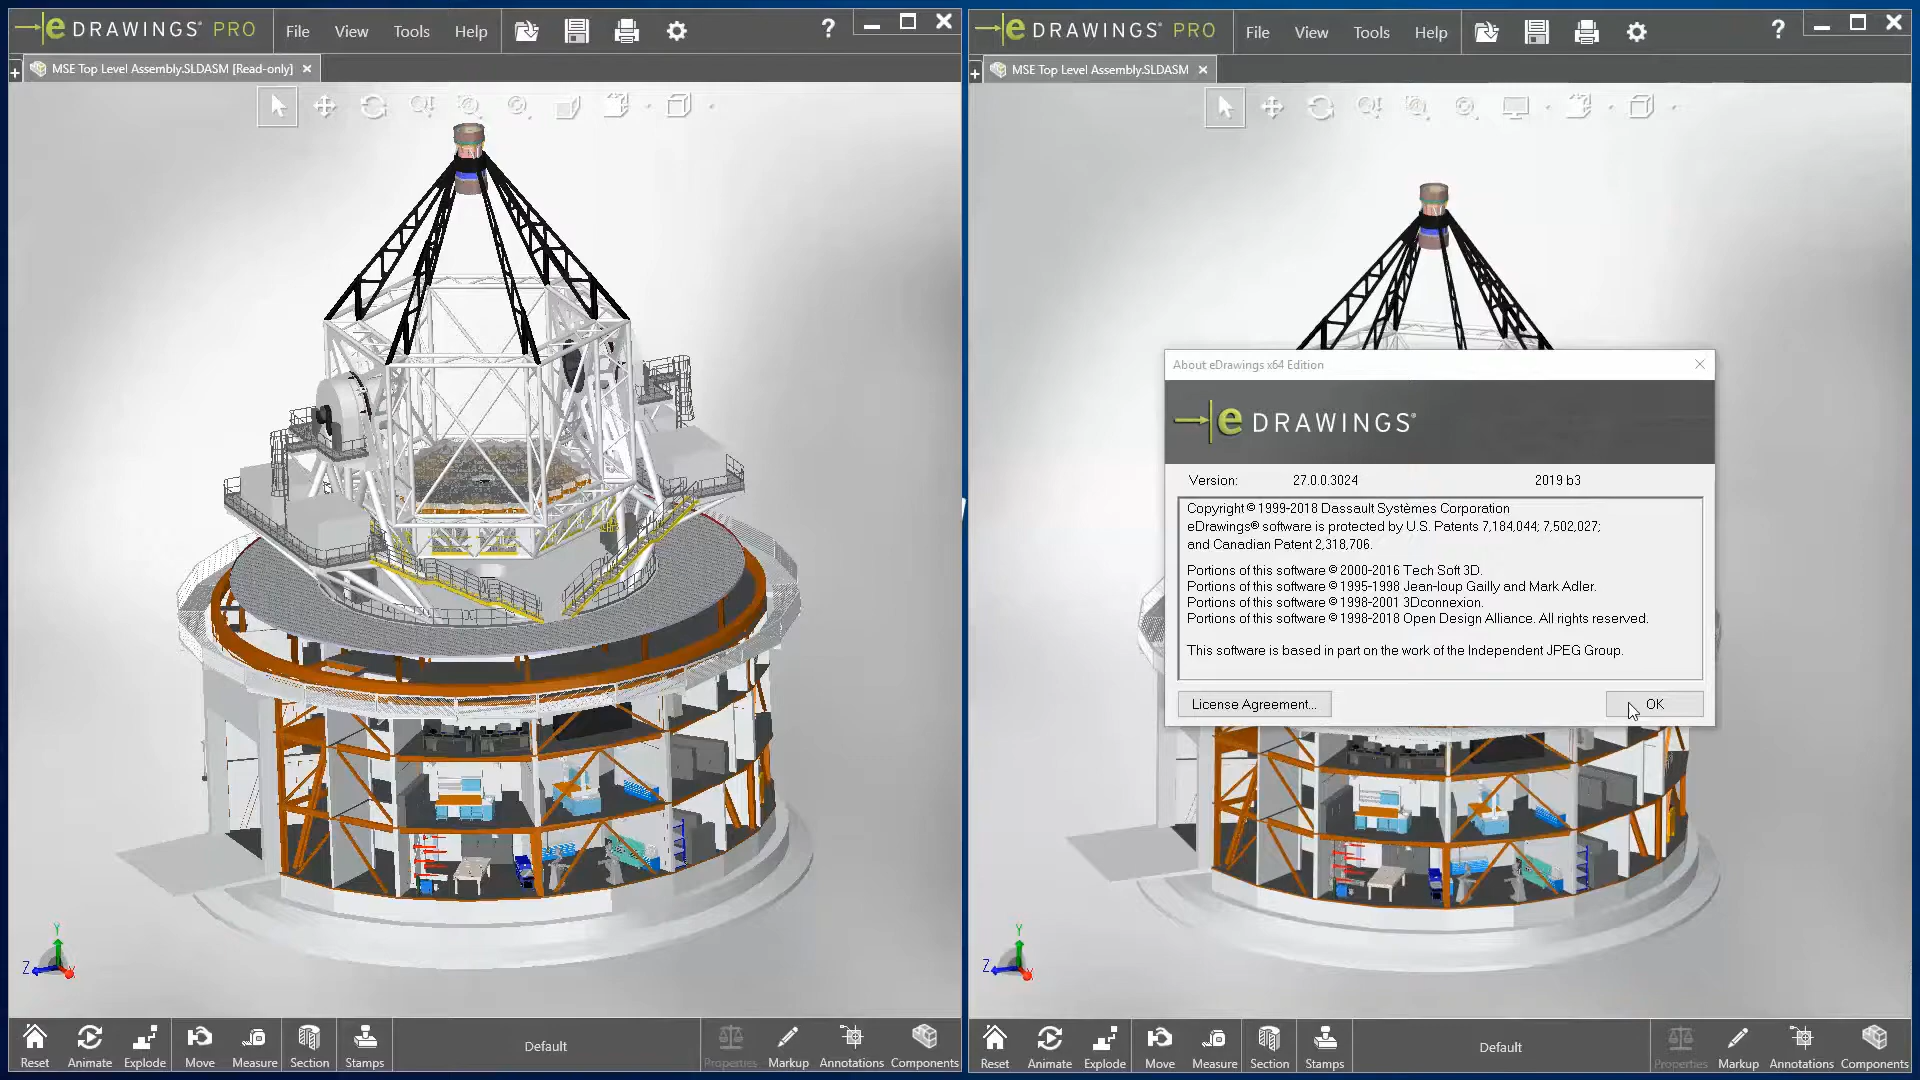 e DRAWINGS® PRO
File View Tools Help
?
MSE Top Level Assembly.SLDASM [Read-only]
Y
Z
X
Reset Animate Explode Move Measure Section Stamps
Default
Properties Markup Annotations Components
e DRAWINGS® PRO
File View Tools Help
?
MSE Top Level Assembly.SLDASM
About eDrawings x64 Edition
e DRAWINGS®
Version: 27.0.0.3024 2019 b3
Copyright © 1999-2018 Dassault Systèmes Corporation
eDrawings® software is protected by U.S. Patents 7,184,044; 7,502,027;
and Canadian Patent 2,318,706.
Portions of this software © 2000-2016 Tech Soft 3D.
Portions of this software © 1995-1998 Jean-loup Gailly and Mark Adler.
Portions of this software © 1998-2001 3Dconnexion.
Portions of this software © 1998-2018 Open Design Alliance. All rights reserved.
This software is based in part on the work of the Independent JPEG Group.
License Agreement... OK
Y
Z
X
Reset Animate Explode Move Measure Section Stamps
Default
Properties Markup Annotations Components